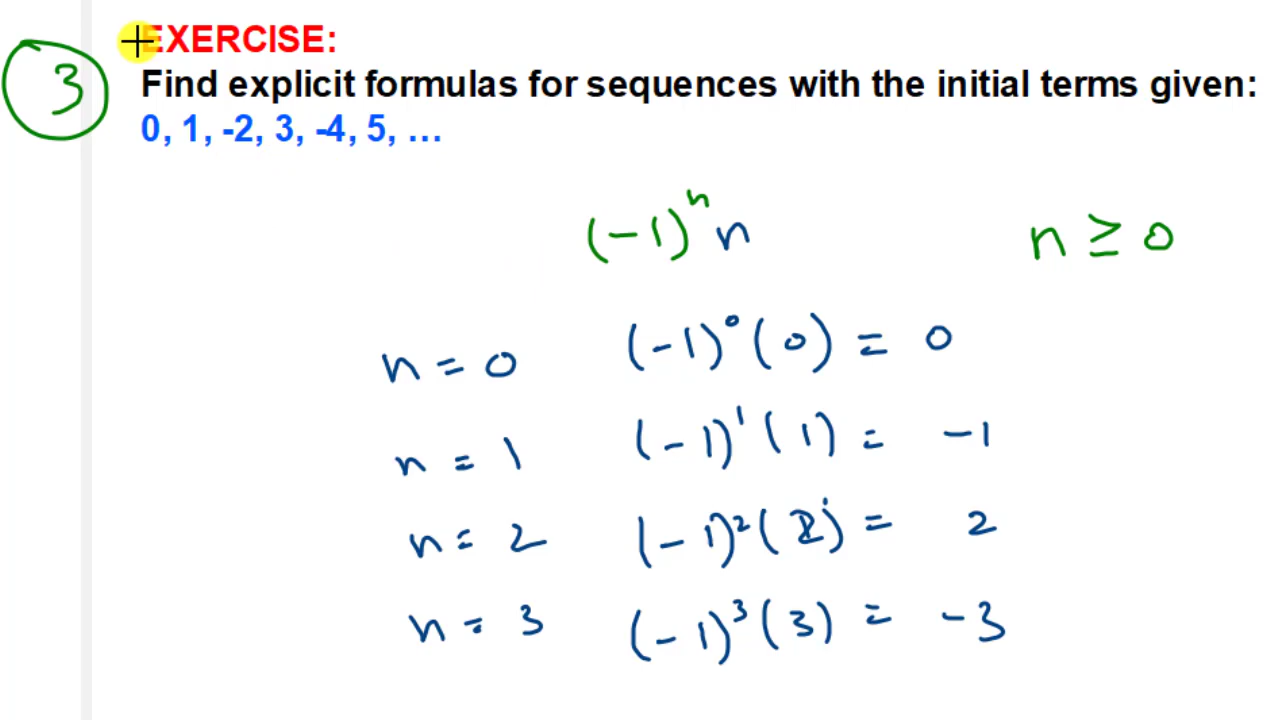 EXERCISE:
3
Find explicit formulas for sequences with the initial terms given:
0, 1, -2, 3, -4, 5, ...
(-1)ⁿ n n ≥ 0
n = 0 (-1)⁰ (0) = 0
n = 1 (-1)¹ (1) = -1
n = 2 (-1)² (2) = 2
n = 3 (-1)³ (3) = -3